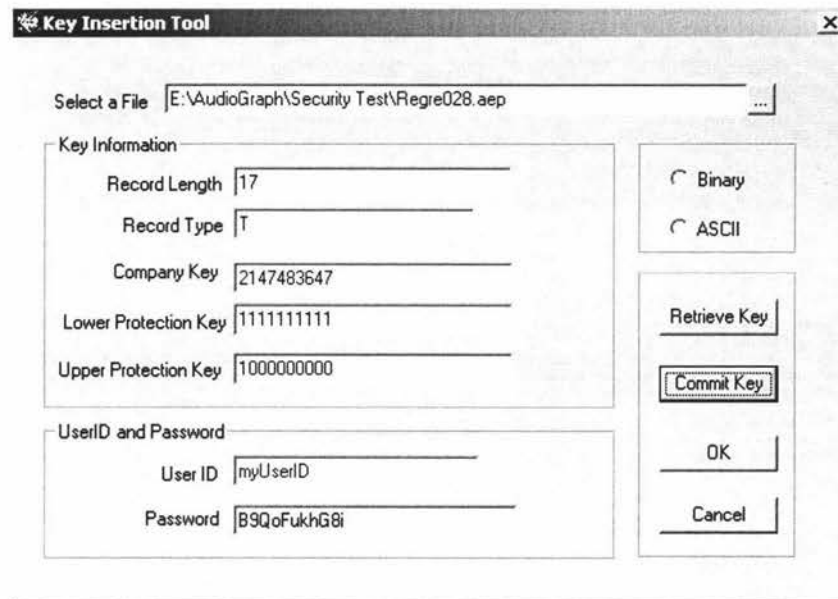 Key Insertion Tool
Select a File E:\AudioGraph\Security Test\Regre028.aep ...
Key Information
Record Length 17
Record Type T
Company Key 2147483647
Lower Protection Key 1111111111
Upper Protection Key 1000000000
Binary
ASCII
Retrieve Key
Commit Key
OK
Cancel
UserID and Password
User ID myUserID
Password B9QoFukhG8i